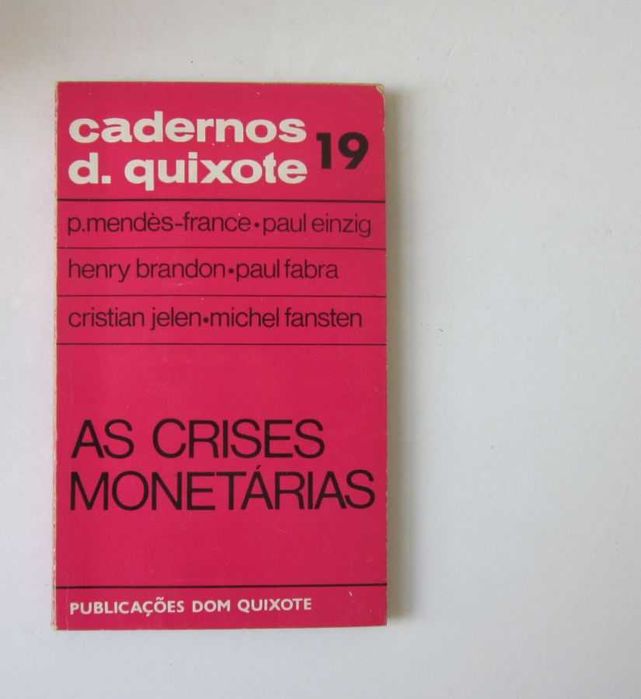 cadernos
d. quixote 19
p.mendès-france•paul einzig
henry brandon•paul fabra
cristian jelen•michel fansten
AS CRISES
MONETÁRIAS
PUBLICAÇÕES DOM QUIXOTE